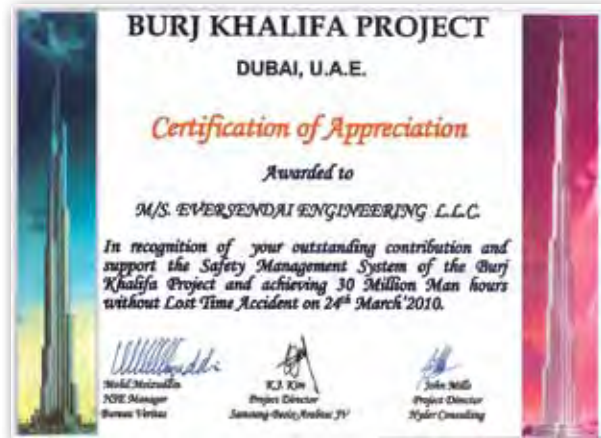 BURJ KHALIFA PROJECT
DUBAI, U.A.E.
Certification of Appreciation
Awarded to
M/S. EVERSENDAI ENGINEERING L.L.C.
In recognition of your outstanding contribution and
support the Safety Management System of the Burj
Khalifa Project and achieving 30 Million Man hours
without Lost Time Accident on 24th March'2010.
Mohd Moizuddin
HSE Manager
Bureau Veritas
K.J. Kim
Project Director
Samsung-Besix-Arabtec JV
John Mills
Project Director
Hyder Consulting